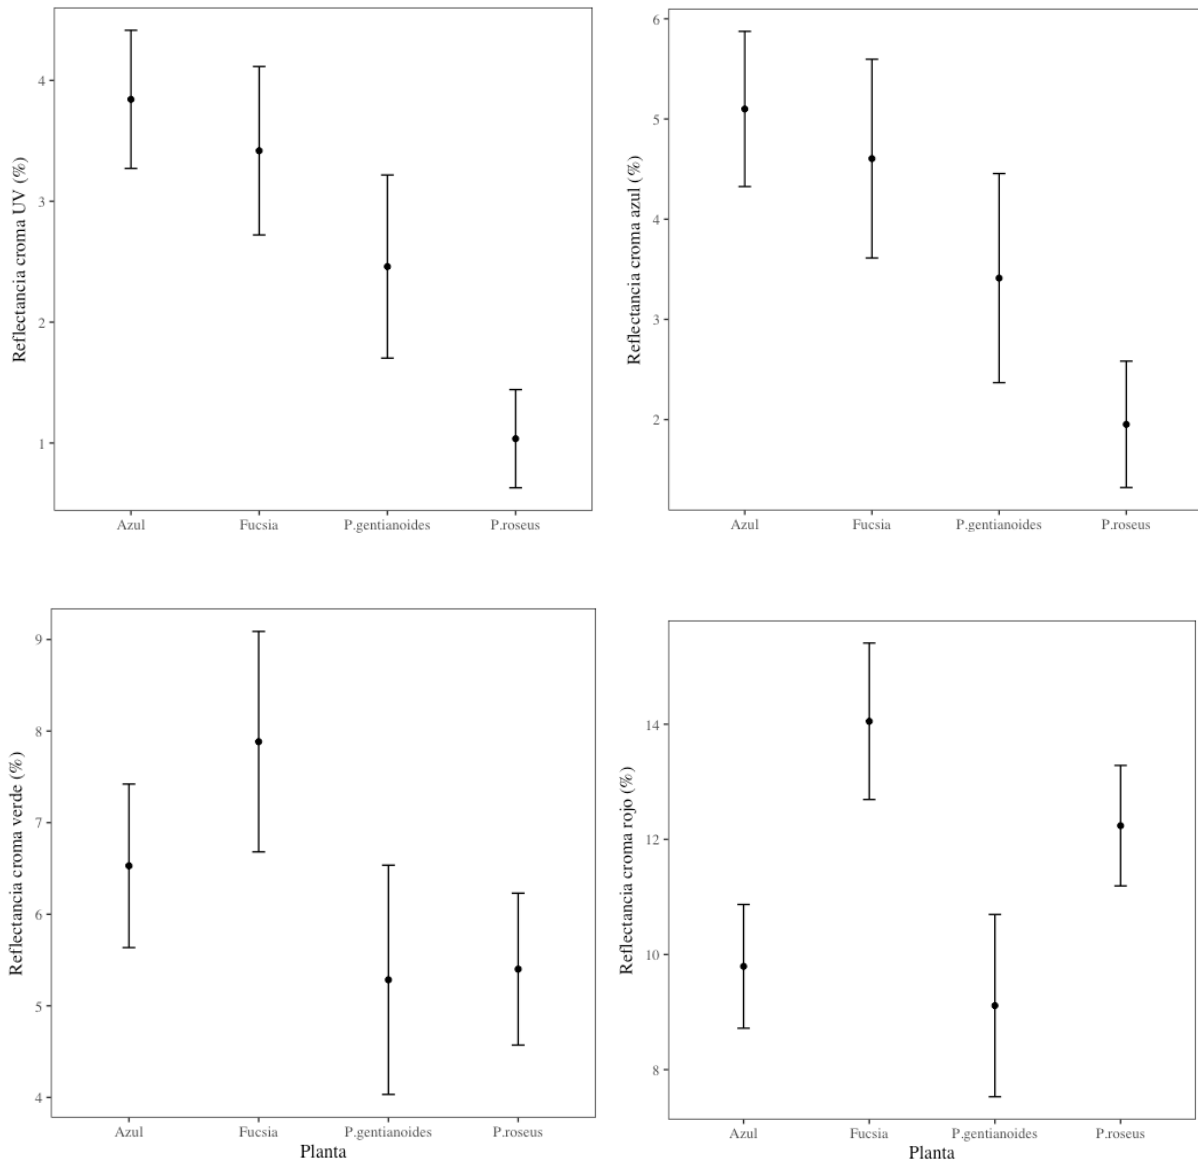 Reflectancia croma UV (%)
4
3
2
1
Azul Fucsia P.gentianoides P.roseus
Reflectancia croma azul (%)
6
5
4
3
2
Azul Fucsia P.gentianoides P.roseus
Reflectancia croma verde (%)
9
8
7
6
5
4
Azul Fucsia P.gentianoides P.roseus
Planta
Reflectancia croma rojo (%)
14
12
10
8
Azul Fucsia P.gentianoides P.roseus
Planta